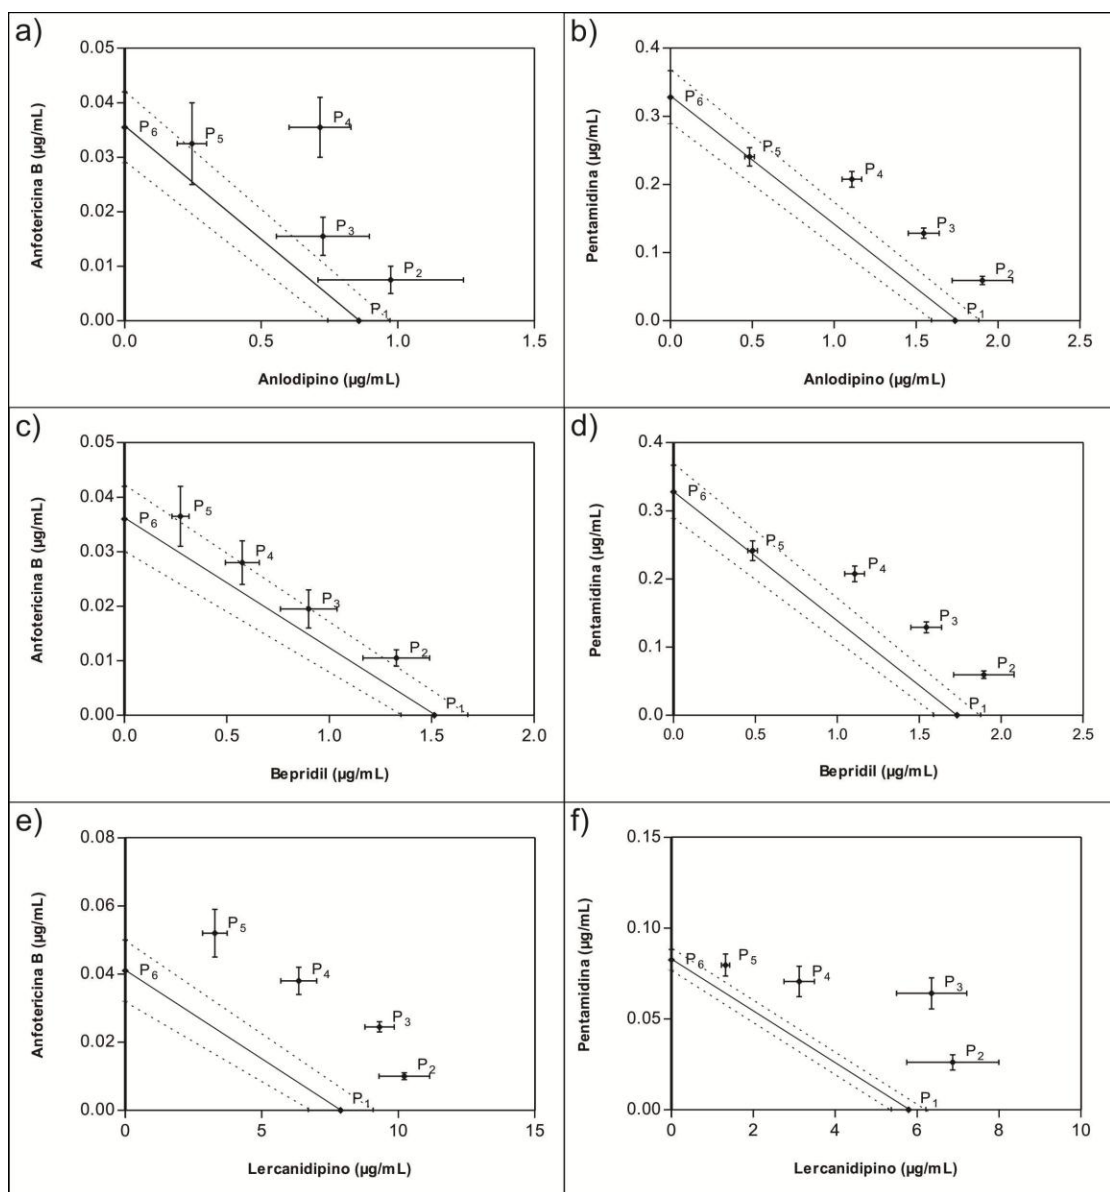 a)
0.05
0.04
0.03
0.02
0.01
0.00
Anfotericina B (µg/mL)
P6
P5
P4
P3
P2
P1
0.0 0.5 1.0 1.5
Anlodipino (µg/mL)
b)
0.4
0.3
0.2
0.1
0.0
Pentamidina (µg/mL)
P6
P5
P4
P3
P2
P1
0.0 0.5 1.0 1.5 2.0 2.5
Anlodipino (µg/mL)
c)
0.05
0.04
0.03
0.02
0.01
0.00
Anfotericina B (µg/mL)
P6
P5
P4
P3
P2
P1
0.0 0.5 1.0 1.5 2.0
Bepridil (µg/mL)
d)
0.4
0.3
0.2
0.1
0.0
Pentamidina (µg/mL)
P6
P5
P4
P3
P2
P1
0.0 0.5 1.0 1.5 2.0 2.5
Bepridil (µg/mL)
e)
0.08
0.06
0.04
0.02
0.00
Anfotericina B (µg/mL)
P6
P5
P4
P3
P2
P1
0 5 10 15
Lercanidipino (µg/mL)
f)
0.15
0.10
0.05
0.00
Pentamidina (µg/mL)
P6
P5
P4
P3
P2
P1
0 2 4 6 8 10
Lercanidipino (µg/mL)